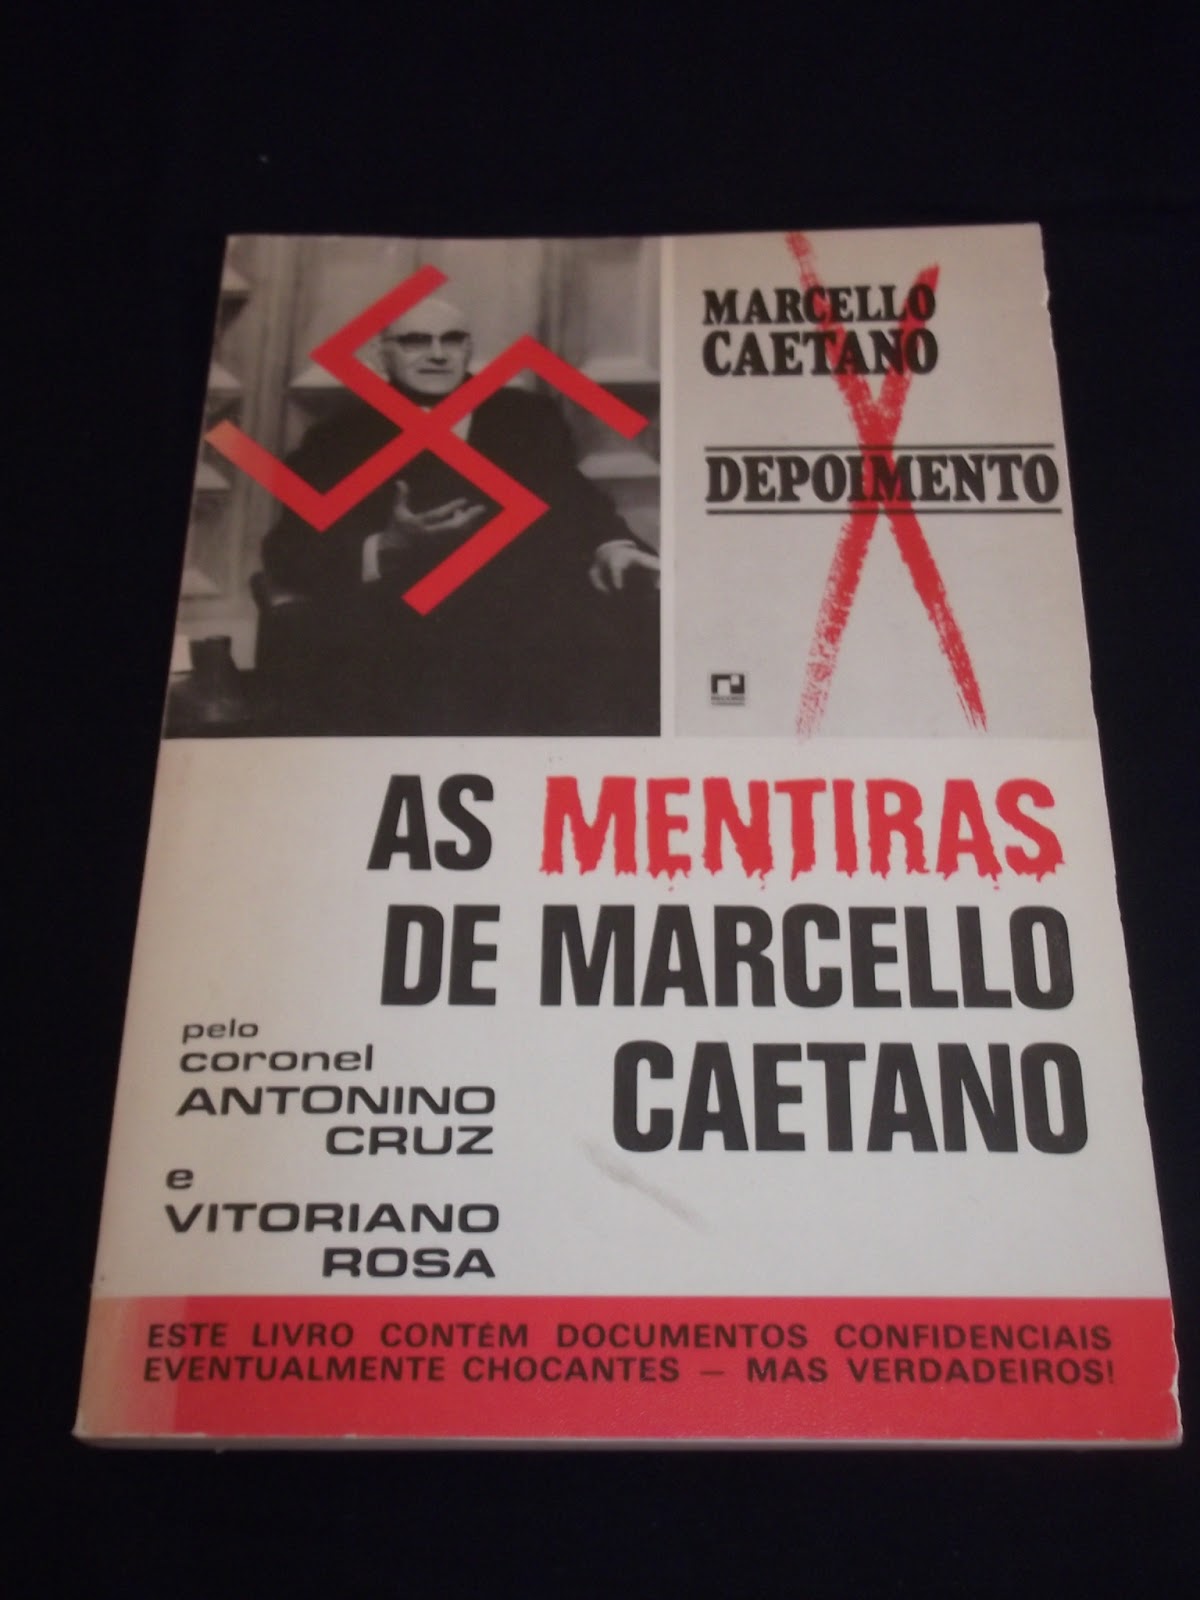 MARCELLO
CAETANO
DEPOIMENTO
AS MENTIRAS
DE MARCELLO
CAETANO
pelo
coronel
ANTONINO
CRUZ
e
VITORIANO
ROSA
ESTE LIVRO CONTÉM DOCUMENTOS CONFIDENCIAIS
EVENTUALMENTE CHOCANTES — MAS VERDADEIROS!